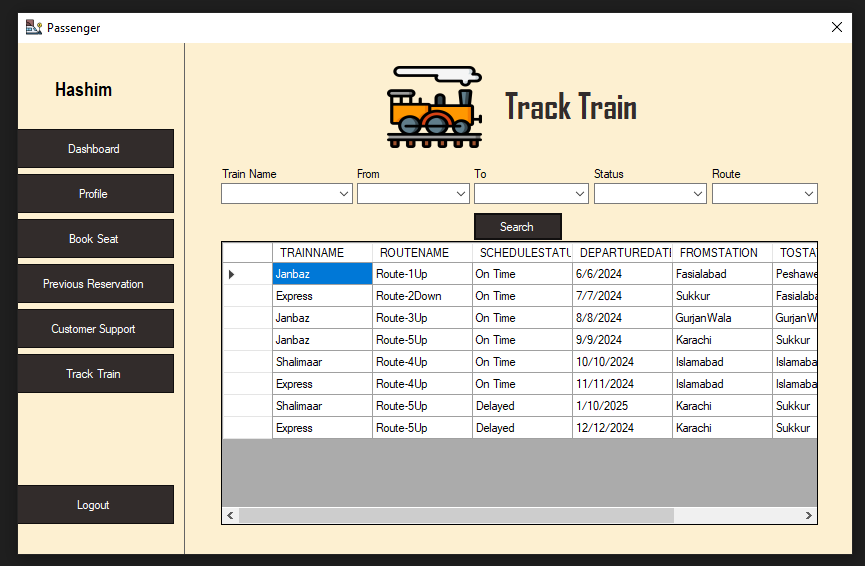 Passenger
Hashim
Dashboard
Profile
Book Seat
Previous Reservation
Customer Support
Track Train
Logout
Track Train
Train Name From To Status Route
Search
TRAINNAME ROUTENAME SCHEDULESTATU DEPARTUREDATI FROMSTATION TOSTA
Janbaz Route-1Up On Time 6/6/2024 Fasialabad Peshawe
Express Route-2Down On Time 7/7/2024 Sukkur Fasialaba
Janbaz Route-3Up On Time 8/8/2024 GurjanWala GurjanW
Janbaz Route-5Up On Time 9/9/2024 Karachi Sukkur
Shalimaar Route-4Up On Time 10/10/2024 Islamabad Islamaba
Express Route-4Up On Time 11/11/2024 Islamabad Islamaba
Shalimaar Route-5Up Delayed 1/10/2025 Karachi Sukkur
Express Route-5Up Delayed 12/12/2024 Karachi Sukkur